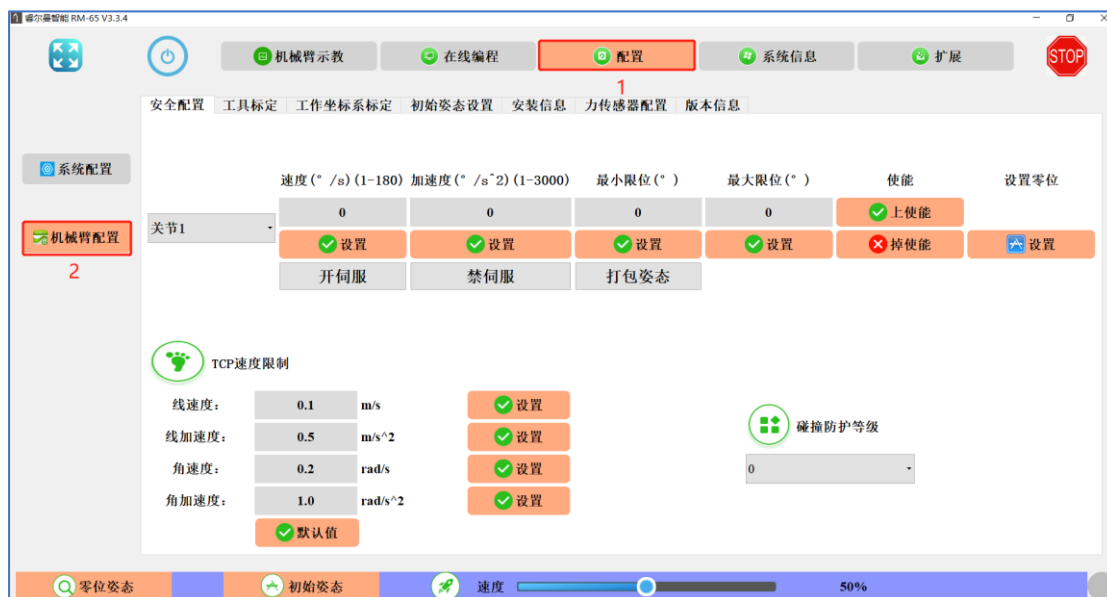 睿尔曼智能 RM-65 V3.3.4
机械臂示教 在线编程 配置 系统信息 扩展 STOP
1
安全配置 工具标定 工作坐标系标定 初始姿态设置 安装信息 力传感器配置 版本信息
系统配置
速度(° /s)(1-180) 加速度(° /s^2)(1-3000) 最小限位(° ) 最大限位(° ) 使能 设置零位
关节1 0 0 0 0 上使能
机械臂配置 设置 设置 设置 设置 掉使能 设置
2
开伺服 禁伺服 打包姿态
TCP速度限制
线速度: 0.1 m/s 设置
碰撞防护等级
线加速度: 0.5 m/s^2 设置
角速度: 0.2 rad/s 设置 0
角加速度: 1.0 rad/s^2 设置
默认值
零位姿态 初始姿态 速度 50%